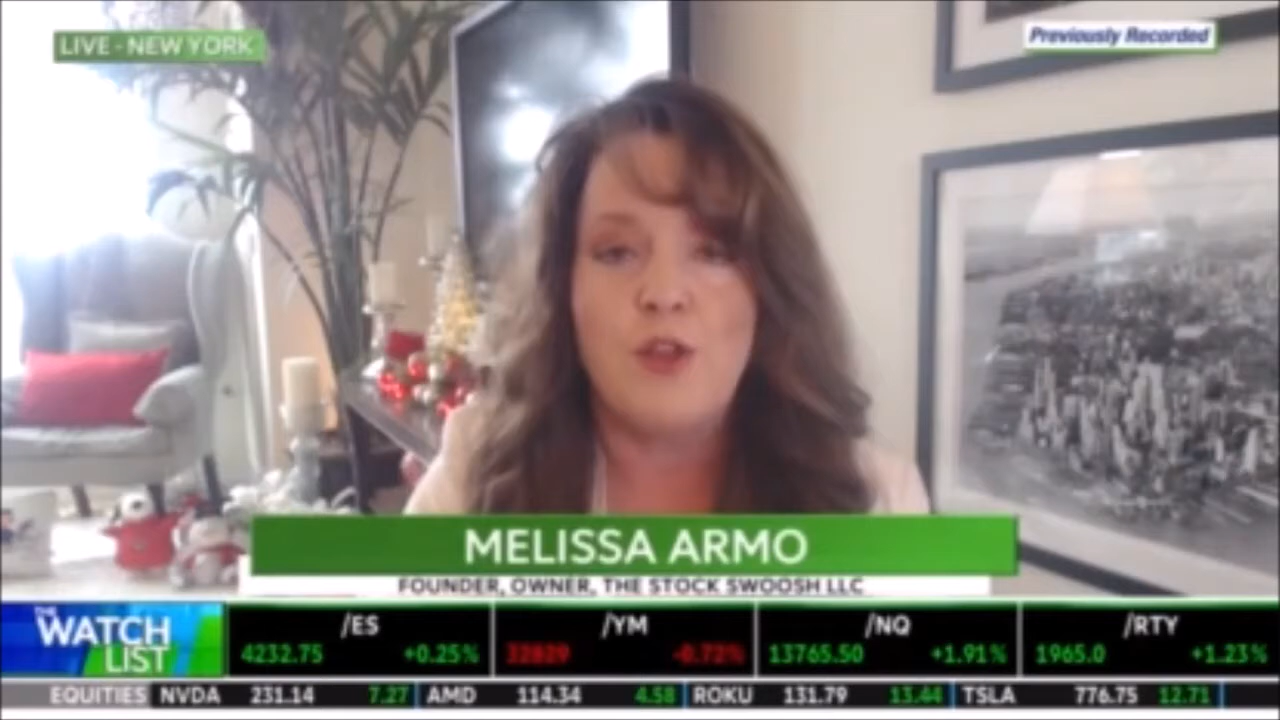 LIVE - NEW YORK
Previously Recorded
MELISSA ARMO
FOUNDER, OWNER, THE STOCK SWOOSH LLC
THE WATCH LIST
/ES
4232.75 +0.25%
/YM
32829 -0.72%
/NQ
13765.50 +1.91%
/RTY
1965.0 +1.23%
EQUITIES NVDA 231.14 7.27 AMD 114.34 4.58 ROKU 131.79 13.44 TSLA 776.75 12.71